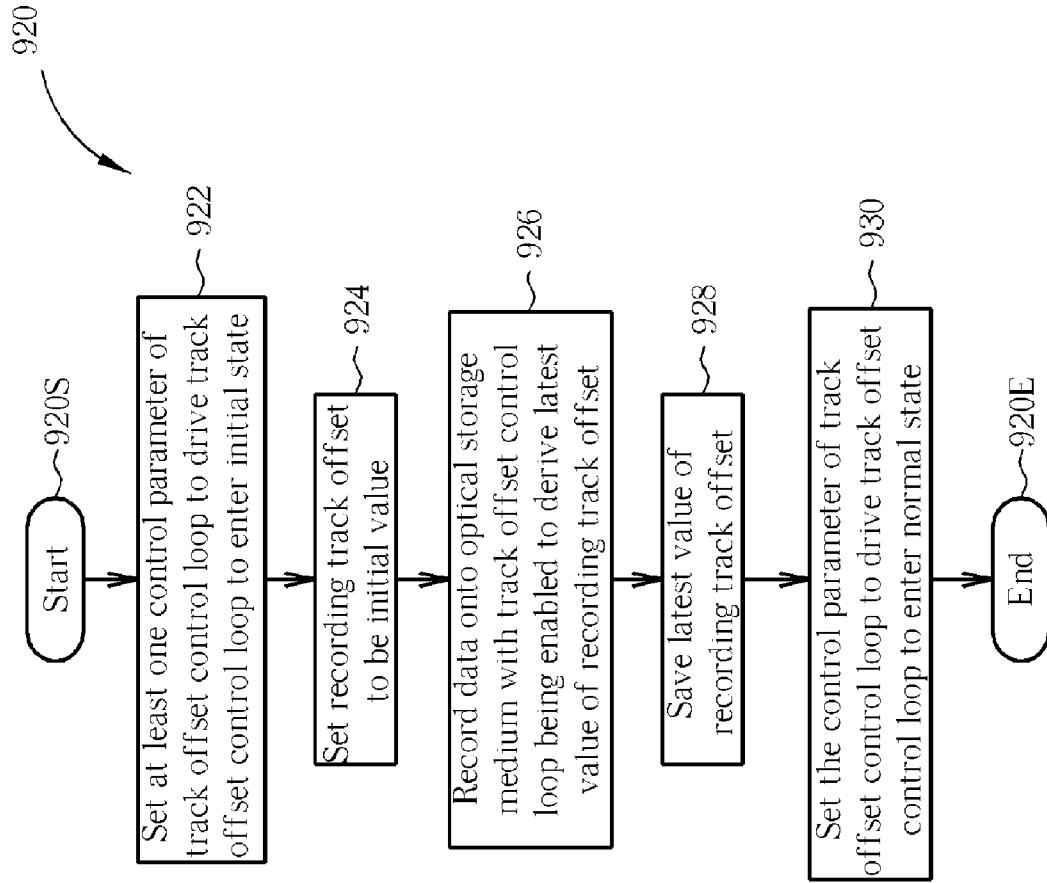 920
Start
920S
Set at least one control parameter of
track offset control loop to drive track
offset control loop to enter initial state
922
Set recording track offset
to be initial value
924
Record data onto optical storage
medium with track offset control
loop being enabled to derive latest
value of recording track offset
926
Save latest value of
recording track offset
928
Set the control parameter of track
offset control loop to drive track offset
control loop to enter normal state
930
End
920E